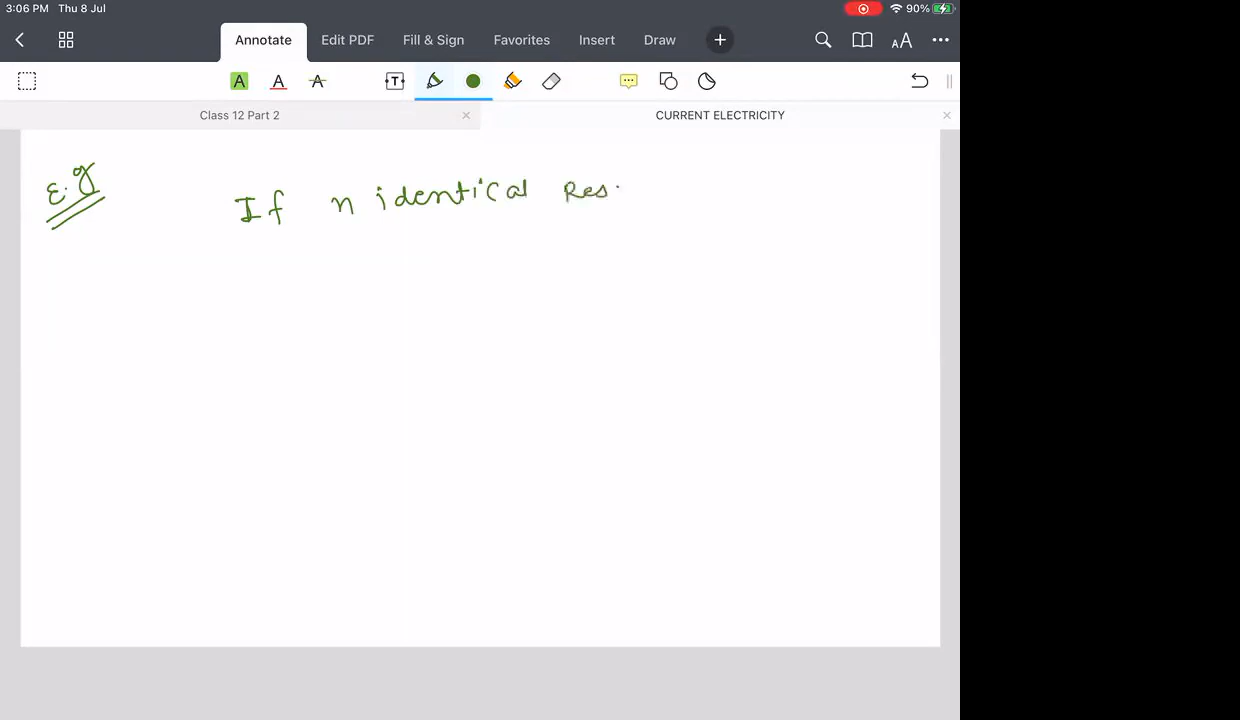 3:06 PM Thu 8 Jul 90%
Annotate Edit PDF Fill & Sign Favorites Insert Draw
A A A T AA
Class 12 Part 2 CURRENT ELECTRICITY
E.g If n identical Res.